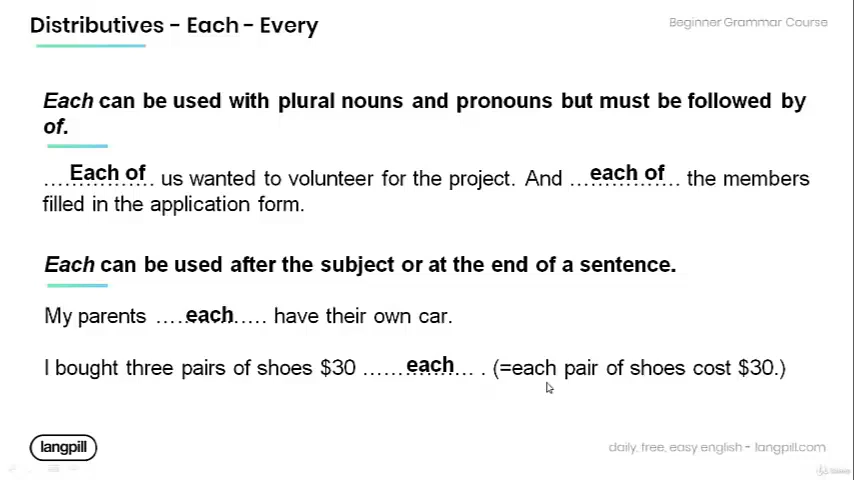 Distributives - Each - Every
Beginner Grammar Course
Each can be used with plural nouns and pronouns but must be followed by
of.
....Each of.... us wanted to volunteer for the project. And ....each of.... the members
filled in the application form.
Each can be used after the subject or at the end of a sentence.
My parents ....each..... have their own car.
I bought three pairs of shoes $30 ......each... . (=each pair of shoes cost $30.)
langpill
daily, free, easy english - langpill.com